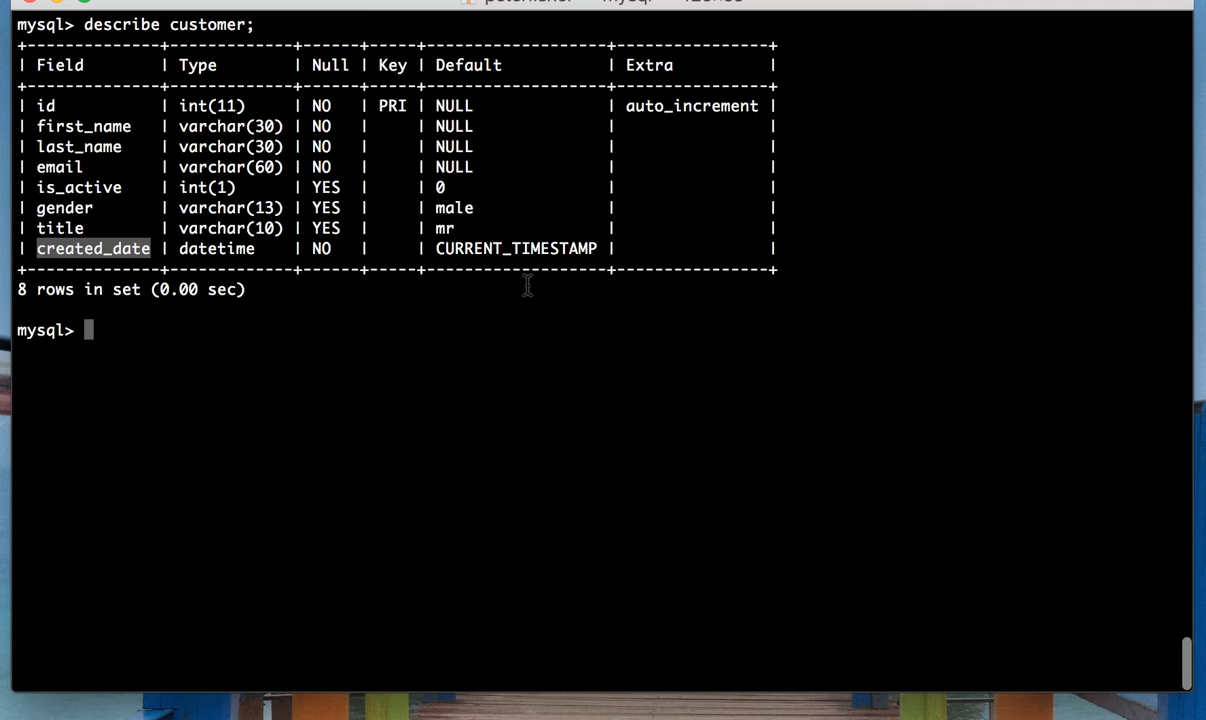 mysql> describe customer;
+---------------+-------------+------+-----+-------------------+----------------+
| Field | Type | Null | Key | Default | Extra |
+---------------+-------------+------+-----+-------------------+----------------+
| id | int(11) | NO | PRI | NULL | auto_increment |
| first_name | varchar(30) | NO | | NULL | |
| last_name | varchar(30) | NO | | NULL | |
| email | varchar(60) | NO | | NULL | |
| is_active | int(1) | YES | | 0 | |
| gender | varchar(13) | YES | | male | |
| title | varchar(10) | YES | | mr | |
| created_date | datetime | NO | | CURRENT_TIMESTAMP | |
+---------------+-------------+------+-----+-------------------+----------------+
8 rows in set (0.00 sec)
mysql>